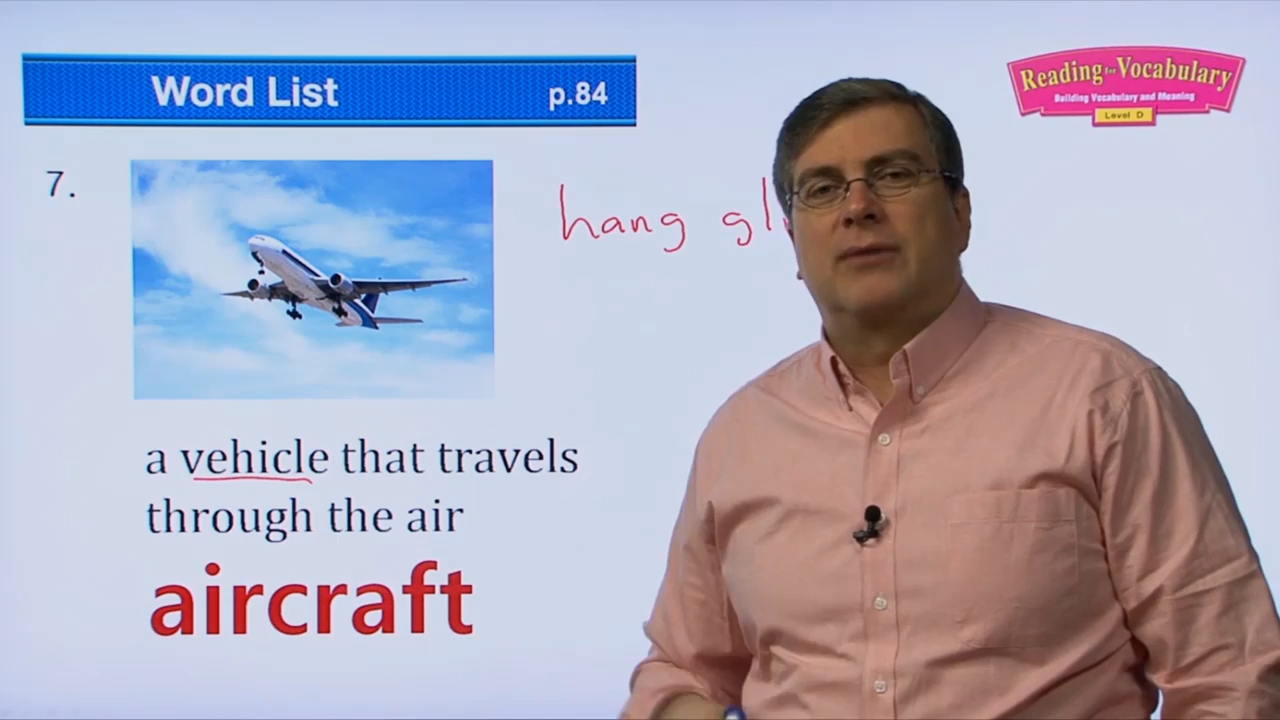 Word List p.84
Reading for Vocabulary
Building Vocabulary and Meaning
Level D
7.
hang
a vehicle that travels
through the air
aircraft